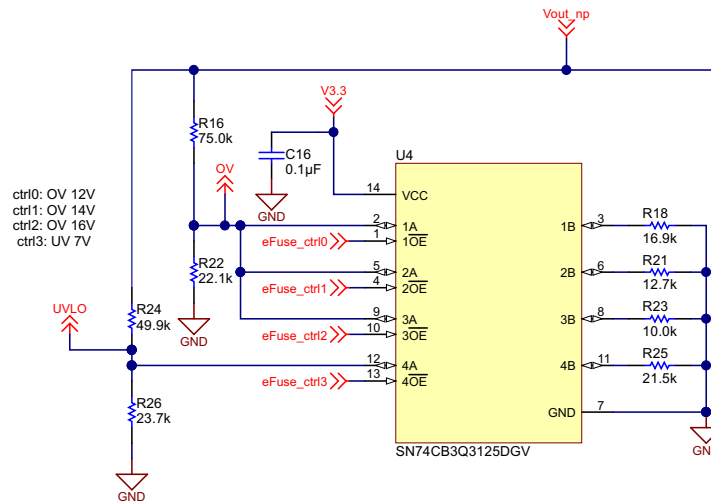 Vout_np
V3.3
R16
75.0k
C16
0.1µF
U4
OV
14
VCC
GND
ctrl0: OV 12V
ctrl1: OV 14V
ctrl2: OV 16V
ctrl3: UV 7V
2
1A
1B
3
R18
16.9k
eFuse_ctrl0
1
1OE
R22
22.1k
5
2A
2B
6
R21
12.7k
eFuse_ctrl1
4
2OE
UVLO
R24
49.9k
GND
9
3A
3B
8
R23
10.0k
eFuse_ctrl2
10
3OE
12
4A
4B
11
R25
21.5k
eFuse_ctrl3
13
4OE
R26
23.7k
GND
7
SN74CB3Q3125DGV
GND
GND